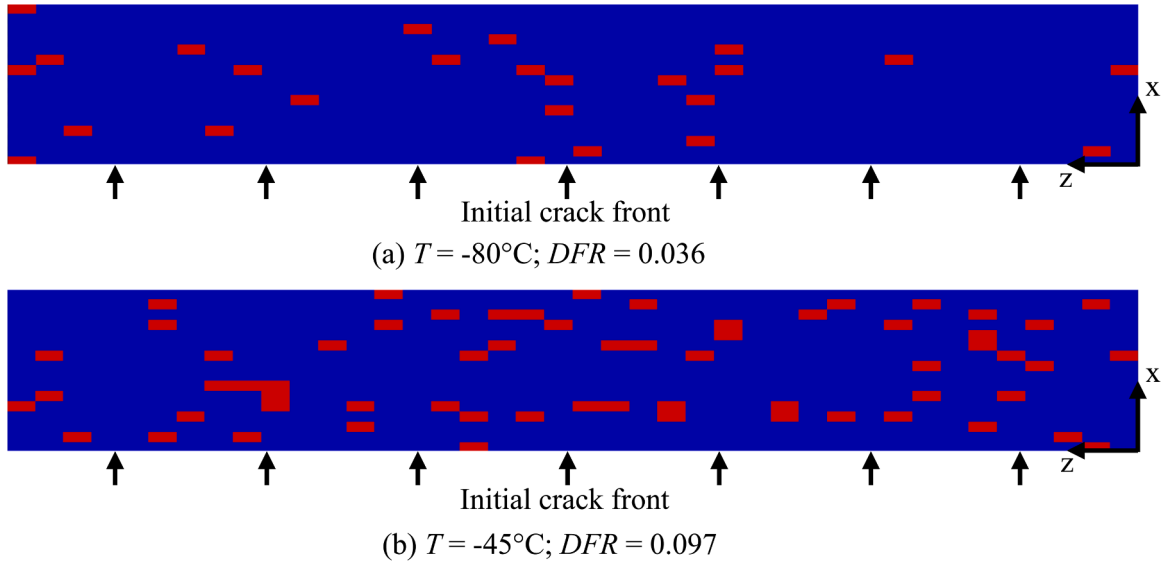 x
z
Initial crack front
(a) T = -80°C; DFR = 0.036
x
z
Initial crack front
(b) T = -45°C; DFR = 0.097